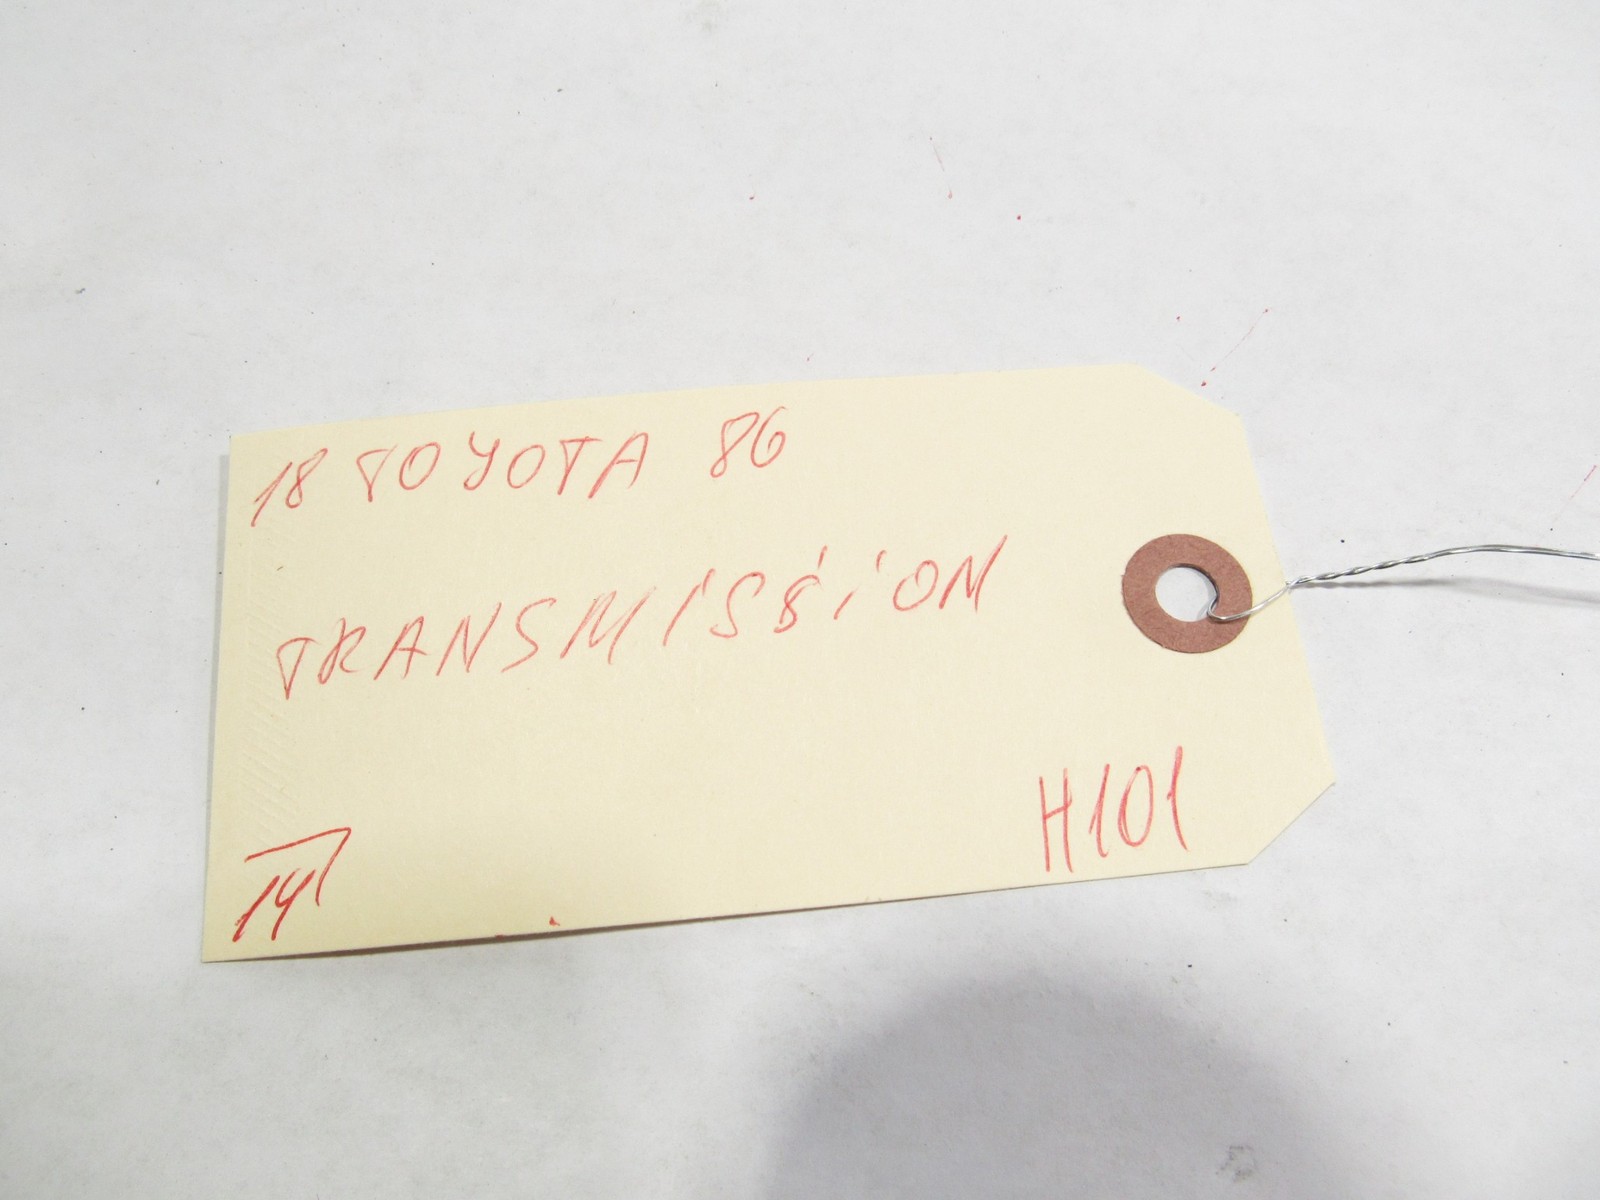 18 TOYOTA 86
TRANSMISSION
H101
14